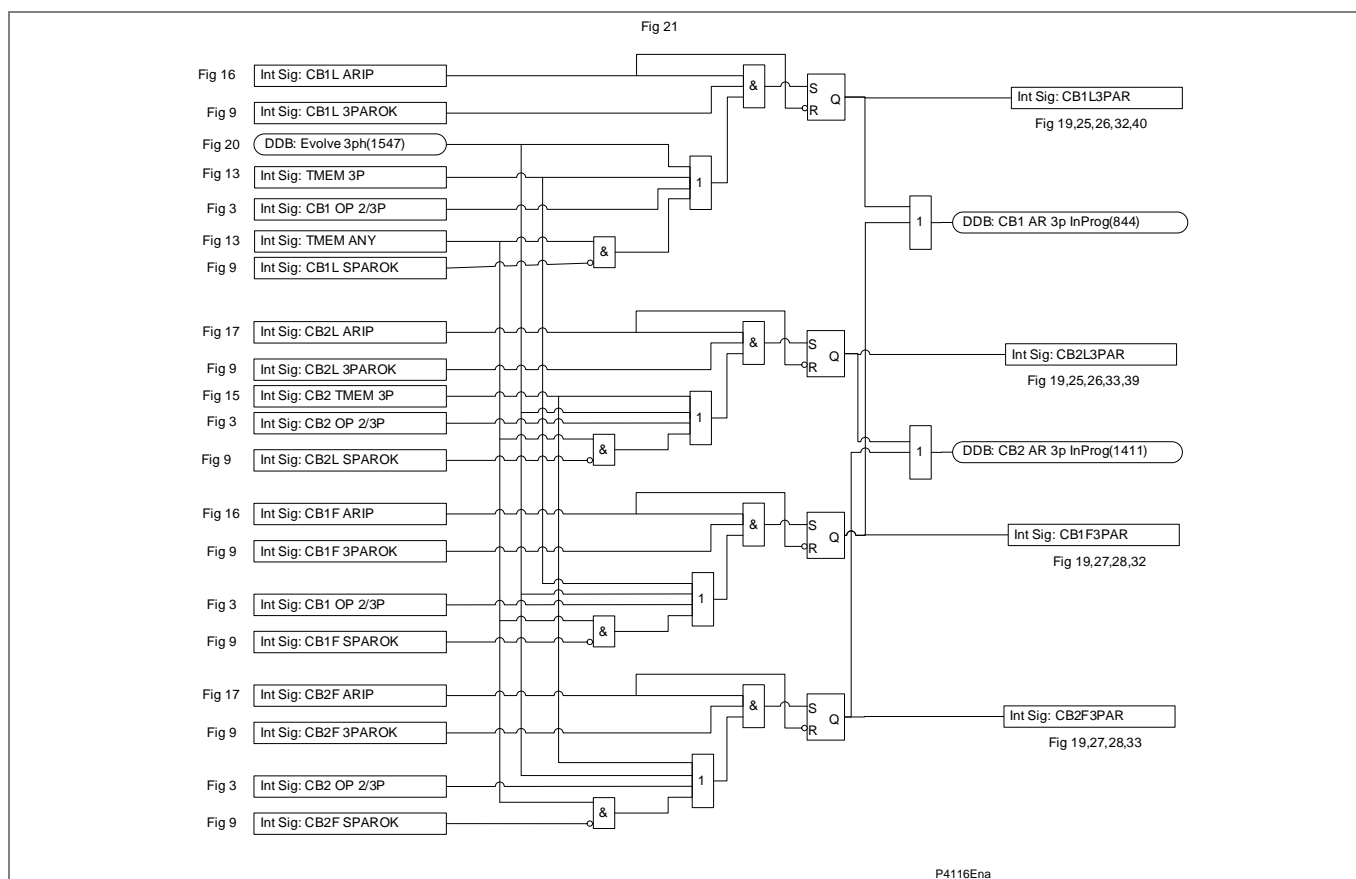 Fig 21
Fig 16 Int Sig: CB1L ARIP
&
S
Q
R
Int Sig: CB1L3PAR
Fig 9 Int Sig: CB1L 3PAROK
Fig 19,25,26,32,40
Fig 20 DDB: Evolve 3ph(1547)
Fig 13 Int Sig: TMEM 3P
1
Fig 3 Int Sig: CB1 OP 2/3P
1
DDB: CB1 AR 3p InProg(844)
Fig 13 Int Sig: TMEM ANY
&
Fig 9 Int Sig: CB1L SPAROK
Fig 17 Int Sig: CB2L ARIP
&
S
Q
R
Int Sig: CB2L3PAR
Fig 9 Int Sig: CB2L 3PAROK
Fig 19,25,26,33,39
Fig 15 Int Sig: CB2 TMEM 3P
1
Fig 3 Int Sig: CB2 OP 2/3P
&
1
DDB: CB2 AR 3p InProg(1411)
Fig 9 Int Sig: CB2L SPAROK
Fig 16 Int Sig: CB1F ARIP
&
S
Q
R
Int Sig: CB1F3PAR
Fig 9 Int Sig: CB1F 3PAROK
Fig 19,27,28,32
1
Fig 3 Int Sig: CB1 OP 2/3P
&
Fig 9 Int Sig: CB1F SPAROK
Fig 17 Int Sig: CB2F ARIP
&
S
Q
R
Int Sig: CB2F3PAR
Fig 9 Int Sig: CB2F 3PAROK
Fig 19,27,28,33
1
Fig 3 Int Sig: CB2 OP 2/3P
&
Fig 9 Int Sig: CB2F SPAROK
P4116Ena